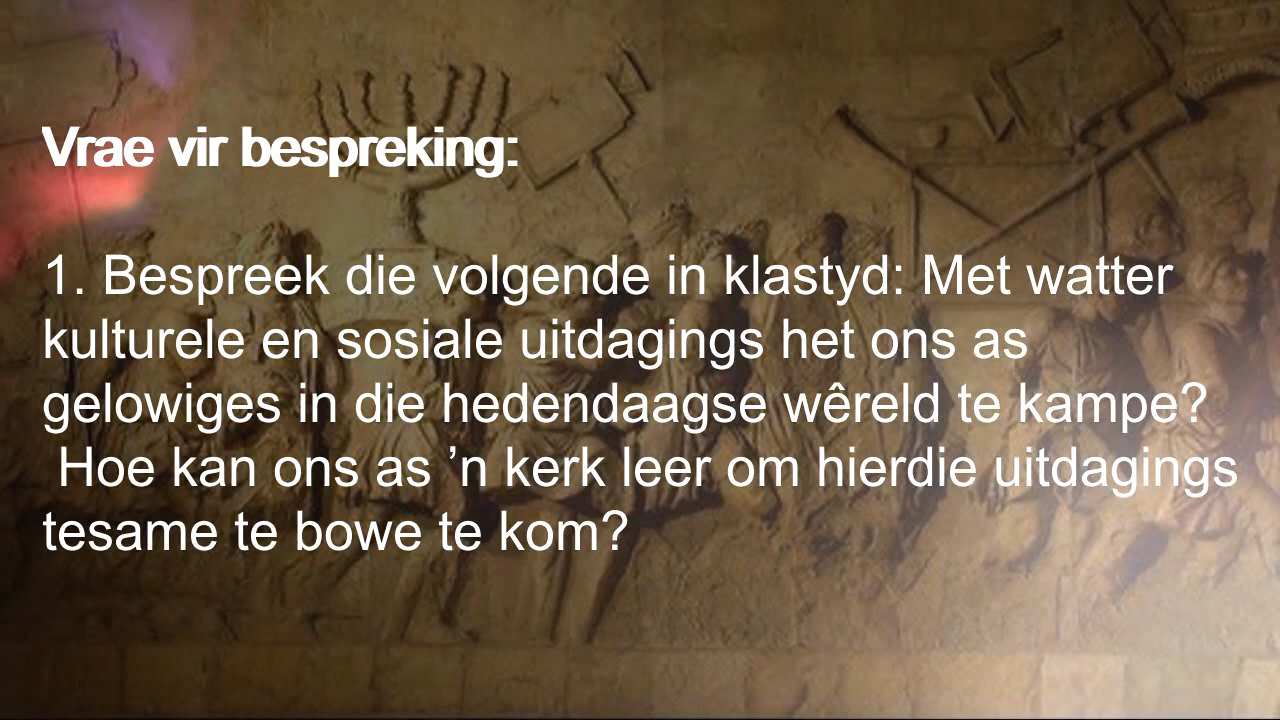 Vrae vir bespreking:
1. Bespreek die volgende in klastyd: Met watter
kulturele en sosiale uitdagings het ons as
gelowiges in die hedendaagse wêreld te kampe?
Hoe kan ons as ’n kerk leer om hierdie uitdagings
tesame te bowe te kom?